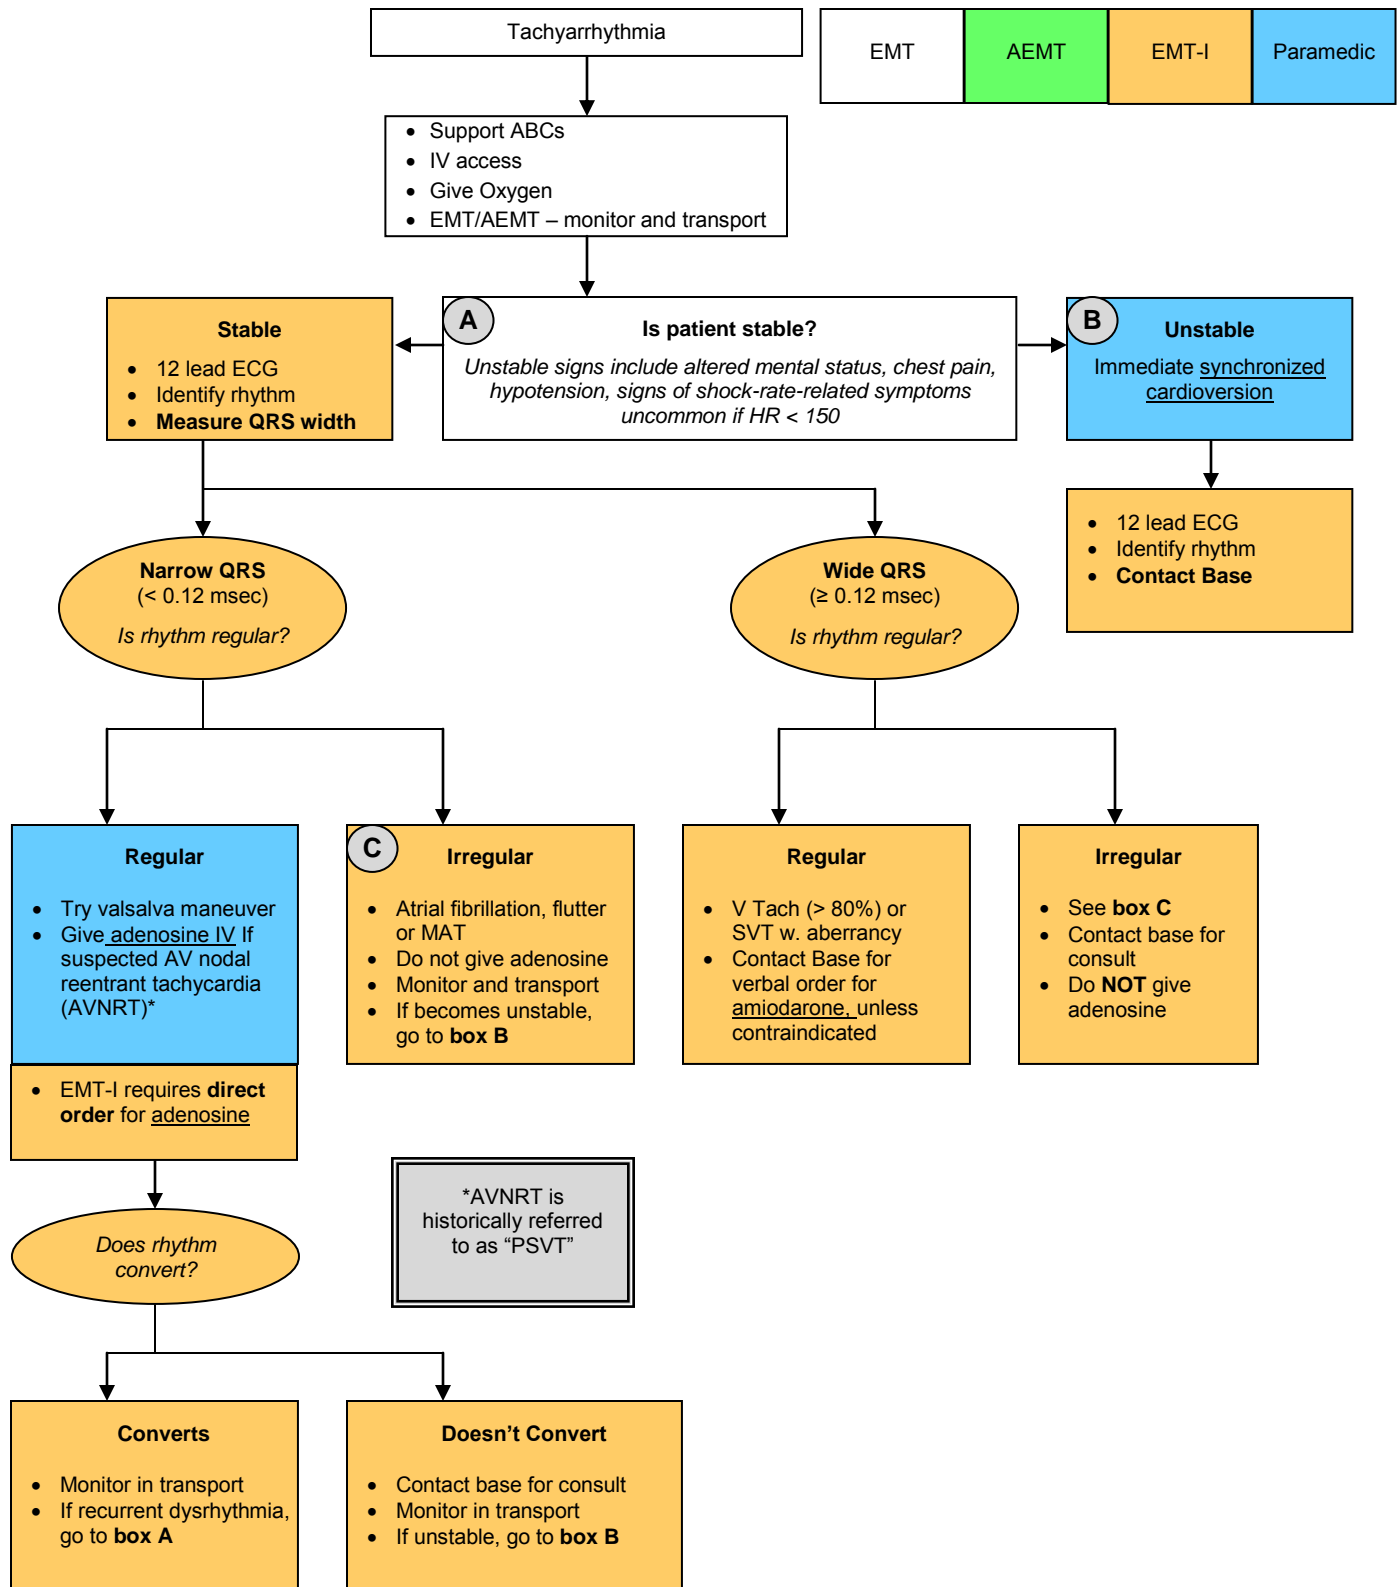 Tachyarrhythmia
EMT
AEMT
EMT-I
Paramedic
• Support ABCs
• IV access
• Give Oxygen
• EMT/AEMT – monitor and transport
Stable
• 12 lead ECG
• Identify rhythm
• Measure QRS width
A
Is patient stable?
Unstable signs include altered mental status, chest pain,
hypotension, signs of shock-rate-related symptoms
uncommon if HR < 150
B
Unstable
Immediate synchronized
cardioversion
• 12 lead ECG
• Identify rhythm
• Contact Base
Narrow QRS
(< 0.12 msec)
Is rhythm regular?
Wide QRS
(≥ 0.12 msec)
Is rhythm regular?
Regular
• Try valsalva maneuver
• Give adenosine IV If
suspected AV nodal
reentrant tachycardia
(AVNRT)*
• EMT-I requires direct
order for adenosine
C
Irregular
• Atrial fibrillation, flutter
or MAT
• Do not give adenosine
• Monitor and transport
• If becomes unstable,
go to box B
Regular
• V Tach (> 80%) or
SVT w. aberrancy
• Contact Base for
verbal order for
amiodarone, unless
contraindicated
Irregular
• See box C
• Contact base for
consult
• Do NOT give
adenosine
*AVNRT is
historically referred
to as “PSVT”
Does rhythm
convert?
Converts
• Monitor in transport
• If recurrent dysrhythmia,
go to box A
Doesn’t Convert
• Contact base for consult
• Monitor in transport
• If unstable, go to box B